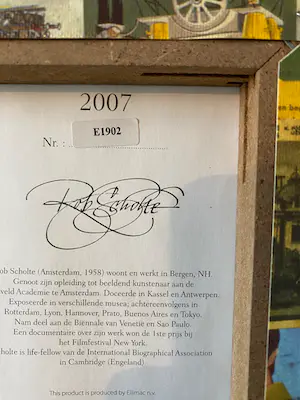 2007
Nr. : E1902
Rob Scholte
ob Scholte (Amsterdam, 1958) woont en werkt in Bergen, NH.
Genoot zijn opleiding tot beeldend kunstenaar aan de
veld Academie te Amsterdam. Doceerde in Kassel en Antwerpen.
Exposeerde in verschillende musea; achtereenvolgens in
Rotterdam, Lyon, Hannover, Prato, Buenos Aires en Tokyo.
Nam deel aan de Biennale van Venetië en Sao Paulo.
Een documentaire over zijn werk won de 1ste prijs bij
het Filmfestival New York.
holte is life-fellow van de International Biographical Association
in Cambridge (Engeland)
This product is produced by